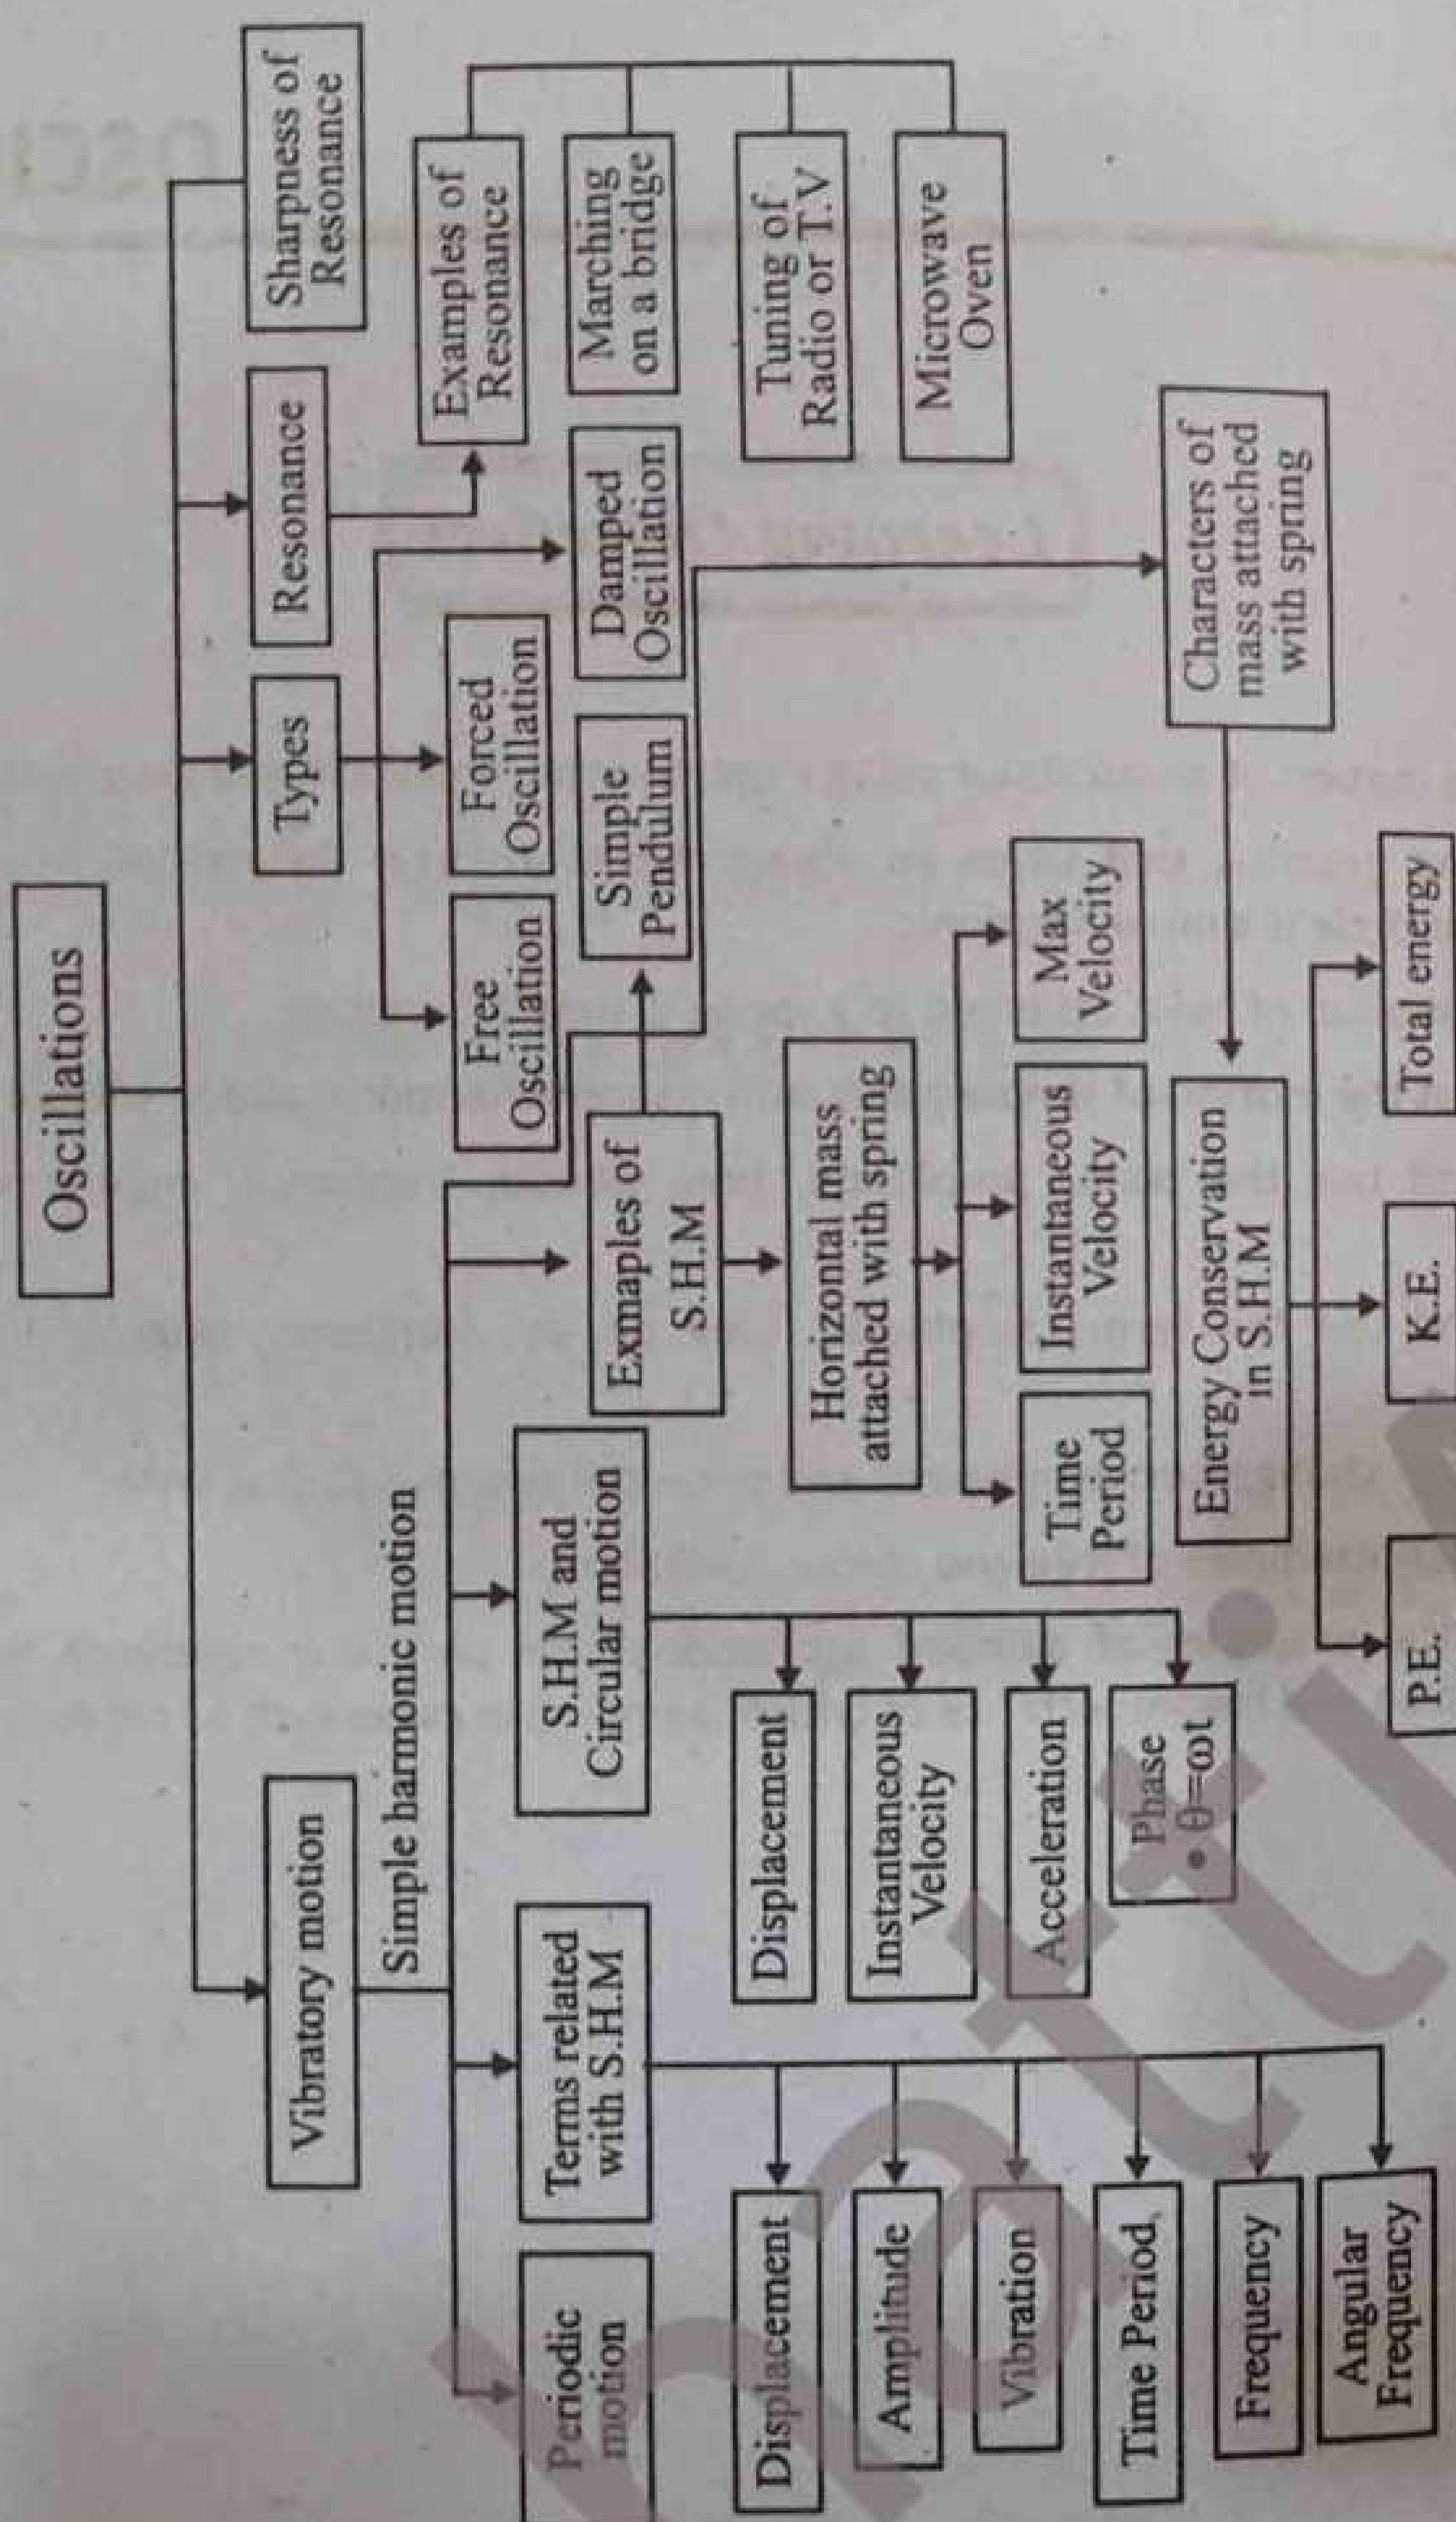 Oscillations
Vibratory motion
Types
Resonance
Sharpness of
Resonance
Simple harmonic motion
Periodic
motion
Terms related
with S.H.M
S.H.M and
Circular motion
Exmaples of
S.H.M
Free
Oscillation
Forced
Oscillation
Damped
Oscillation
Simple
Pendulum
Examples of
Resonance
Marching
on a bridge
Tuning of
Radio or T.V
Microwave
Oven
Displacement
Amplitude
Vibration
Time Period
Frequency
Angular
Frequency
Displacement
Instantaneous
Velocity
Acceleration
Phase
• θ=ωt
Horizontal mass
attached with spring
Time
Period
Instantaneous
Velocity
Max
Velocity
Characters of
mass attached
with spring
Energy Conservation
in S.H.M
P.E.
K.E.
Total energy